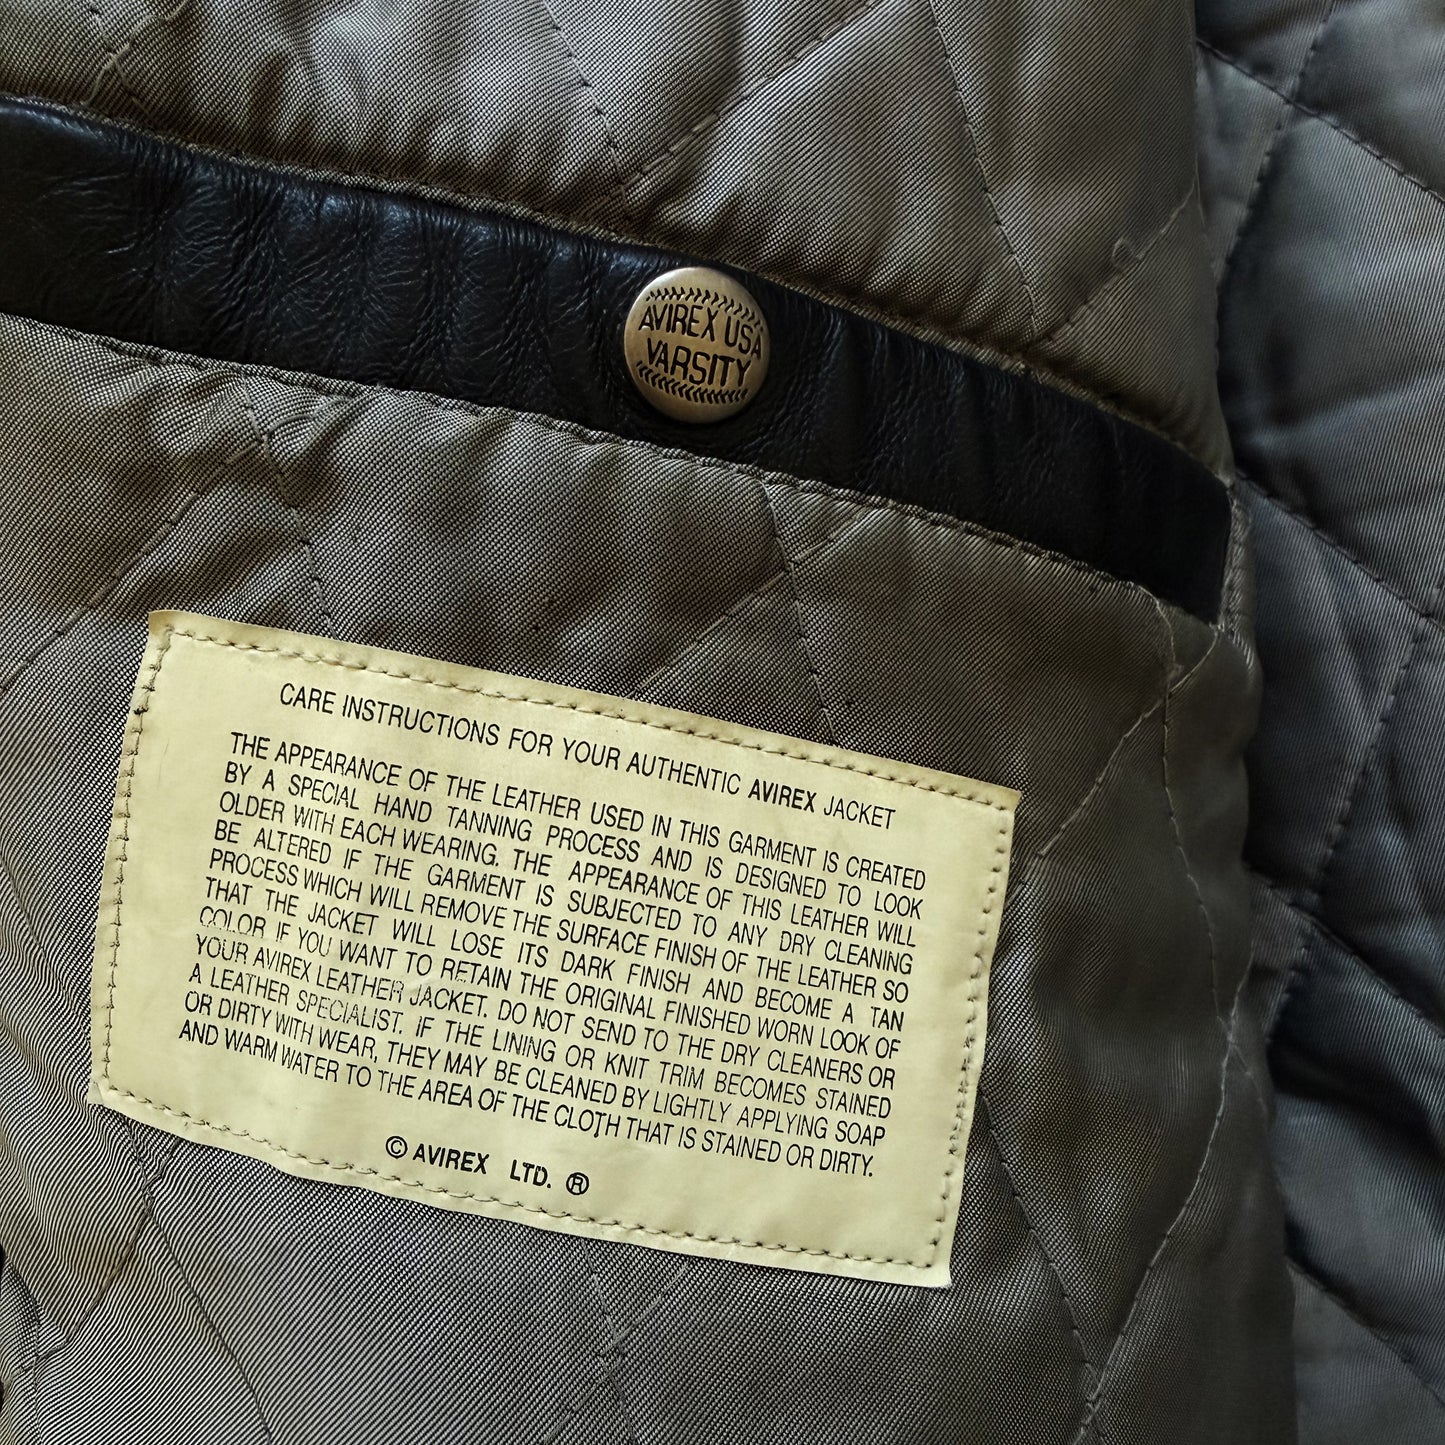 AVIREX USA
VARSITY
CARE INSTRUCTIONS FOR YOUR AUTHENTIC AVIREX JACKET
THE APPEARANCE OF THE LEATHER USED IN THIS GARMENT IS CREATED
BY A SPECIAL HAND TANNING PROCESS AND IS DESIGNED TO LOOK
OLDER WITH EACH WEARING. THE APPEARANCE OF THIS LEATHER WILL
BE ALTERED IF THE GARMENT IS SUBJECTED TO ANY DRY CLEANING
PROCESS WHICH WILL REMOVE THE SURFACE FINISH OF THE LEATHER SO
THAT THE JACKET WILL LOSE ITS DARK FINISH AND BECOME A TAN
COLOR. IF YOU WANT TO RETAIN THE ORIGINAL FINISHED WORN LOOK OF
YOUR AVIREX LEATHER JACKET. DO NOT SEND TO THE DRY CLEANERS OR
A LEATHER SPECIALIST. IF THE LINING OR KNIT TRIM BECOMES STAINED
OR DIRTY WITH WEAR, THEY MAY BE CLEANED BY LIGHTLY APPLYING SOAP
AND WARM WATER TO THE AREA OF THE CLOTH THAT IS STAINED OR DIRTY.
© AVIREX LTD. ®